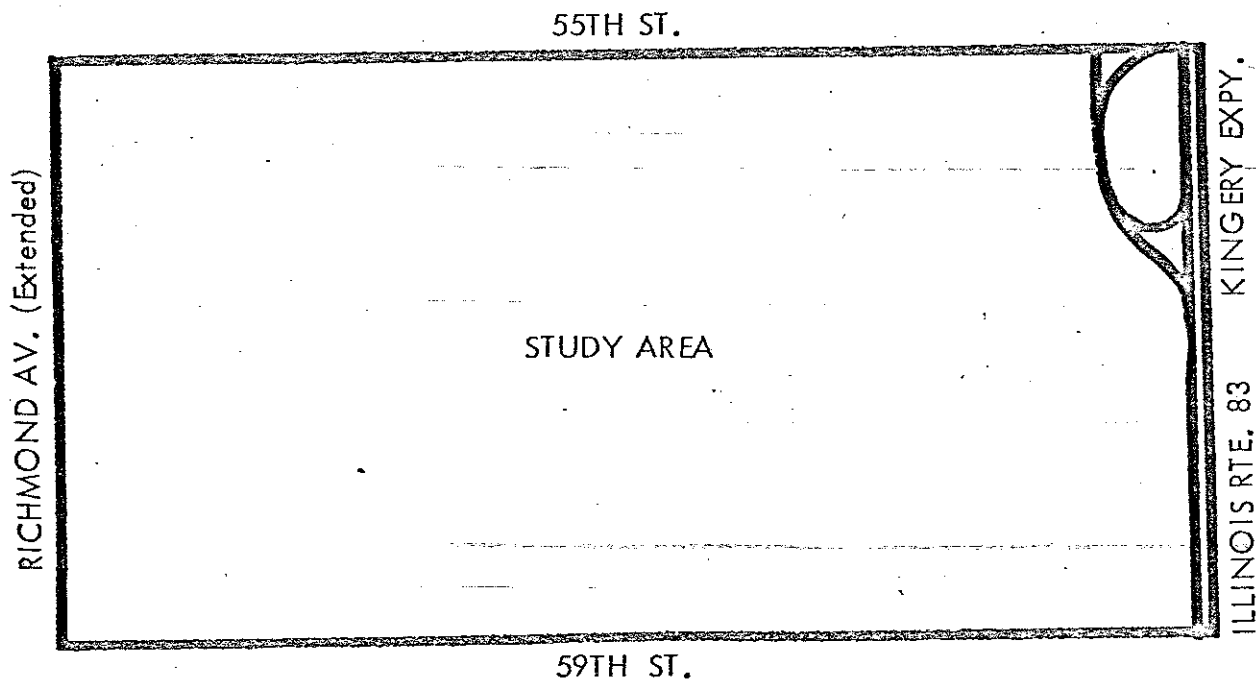 55TH ST.
RICHMOND AV. (Extended)
KINGERY EXPY.
STUDY AREA
ILLINOIS RTE. 83
59TH ST.